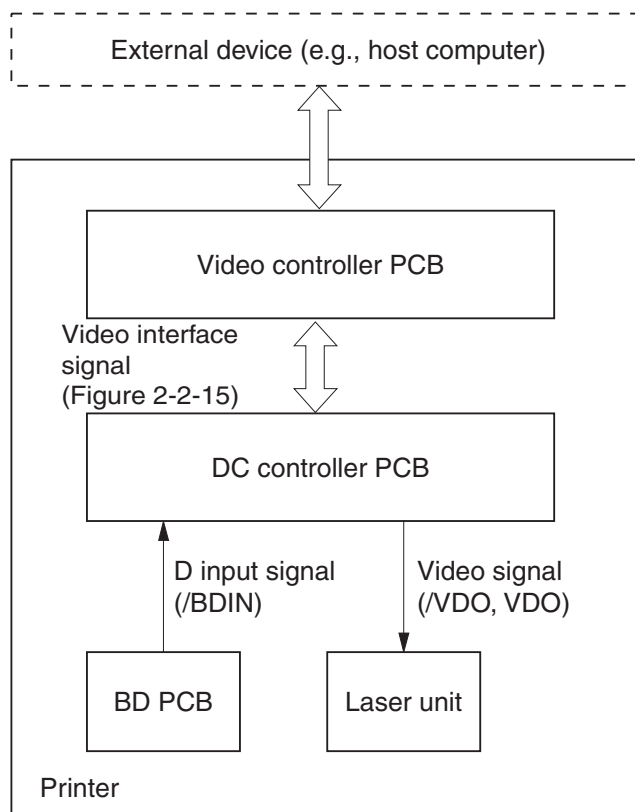 External device (e.g., host computer)
Video controller PCB
Video interface
signal
(Figure 2-2-15)
DC controller PCB
D input signal
(/BDIN)
Video signal
(/VDO, VDO)
BD PCB
Laser unit
Printer